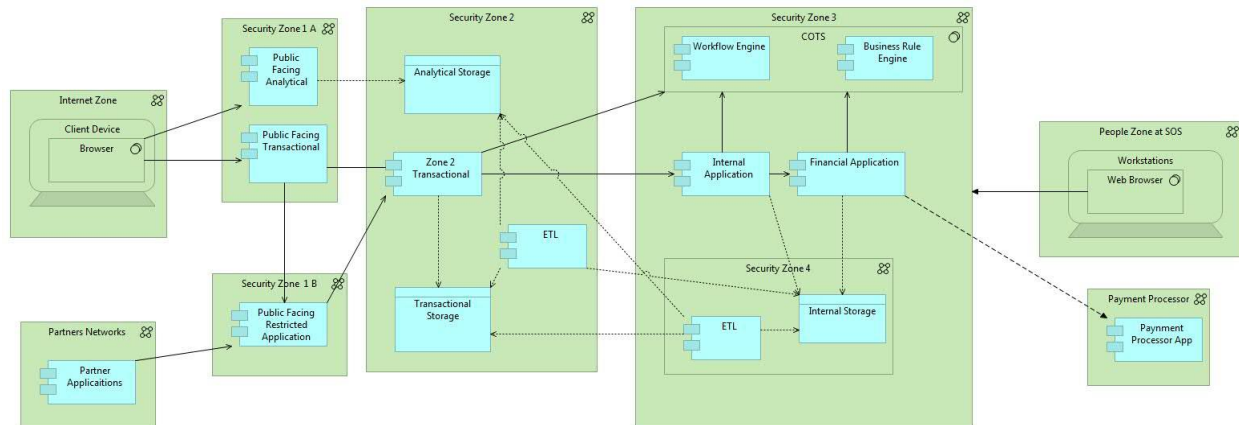 Internet Zone
Client Device
Browser
Partners Networks
Partner
Applicaitions
Security Zone 1 A
Public
Facing
Analytical
Public Facing
Transactional
Security Zone 1 B
Public Facing
Restricted
Application
Security Zone 2
Analytical Storage
Zone 2
Transactional
ETL
Transactional
Storage
Security Zone 3
COTS
Workflow Engine
Business Rule
Engine
Internal
Application
Financial Application
Security Zone 4
Internal Storage
ETL
People Zone at SOS
Workstations
Web Browser
Payment Processor
Paynment
Processor App